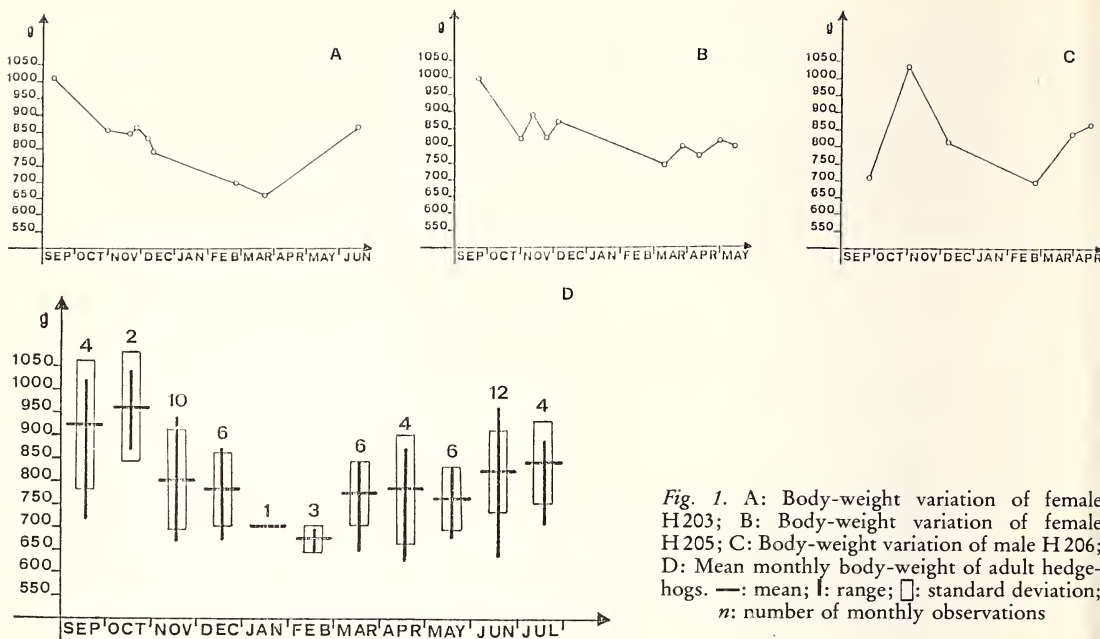 g
A
1050
1000
950
900
850
800
750
700
650
600
550
SEP OCT NOV DEC JAN FEB MAR APR MAY JUN
g
B
1050
1000
950
900
850
800
750
700
650
600
550
SEP OCT NOV DEC JAN FEB MAR APR MAY
g
C
1050
1000
950
900
850
800
750
700
650
600
550
SEP OCT NOV DEC JAN FEB MAR APR
D
g
4 2 10 6 1 3 6 4 6 12 4
1050
1000
950
900
850
800
750
700
650
600
550
SEP OCT NOV DEC JAN FEB MAR APR MAY JUN JUL
Fig. 1. A: Body-weight variation of female
H203; B: Body-weight variation of female
H205; C: Body-weight variation of male H206;
D: Mean monthly body-weight of adult hedge-
hogs. —: mean; |: range; ▯: standard deviation;
n: number of monthly observations